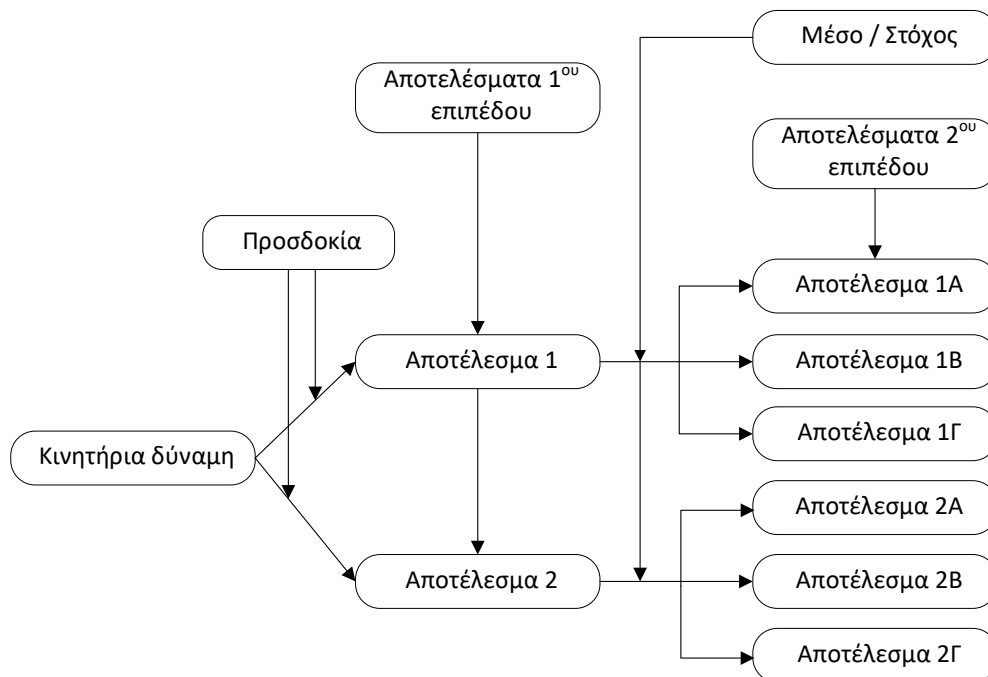 Μέσο / Στόχος
Αποτελέσματα 1ου
επιπέδου
Αποτελέσματα 2ου
επιπέδου
Προσδοκία
Αποτέλεσμα 1Α
Αποτέλεσμα 1
Αποτέλεσμα 1Β
Αποτέλεσμα 1Γ
Κινητήρια δύναμη
Αποτέλεσμα 2Α
Αποτέλεσμα 2
Αποτέλεσμα 2Β
Αποτέλεσμα 2Γ